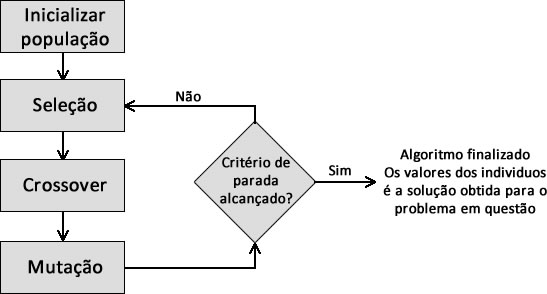 Inicializar
população
Seleção
Não
Crossover
Critério de
parada
alcançado?
Sim
Algoritmo finalizado
Os valores dos individuos
é a solução obtida para o
problema em questão
Mutação